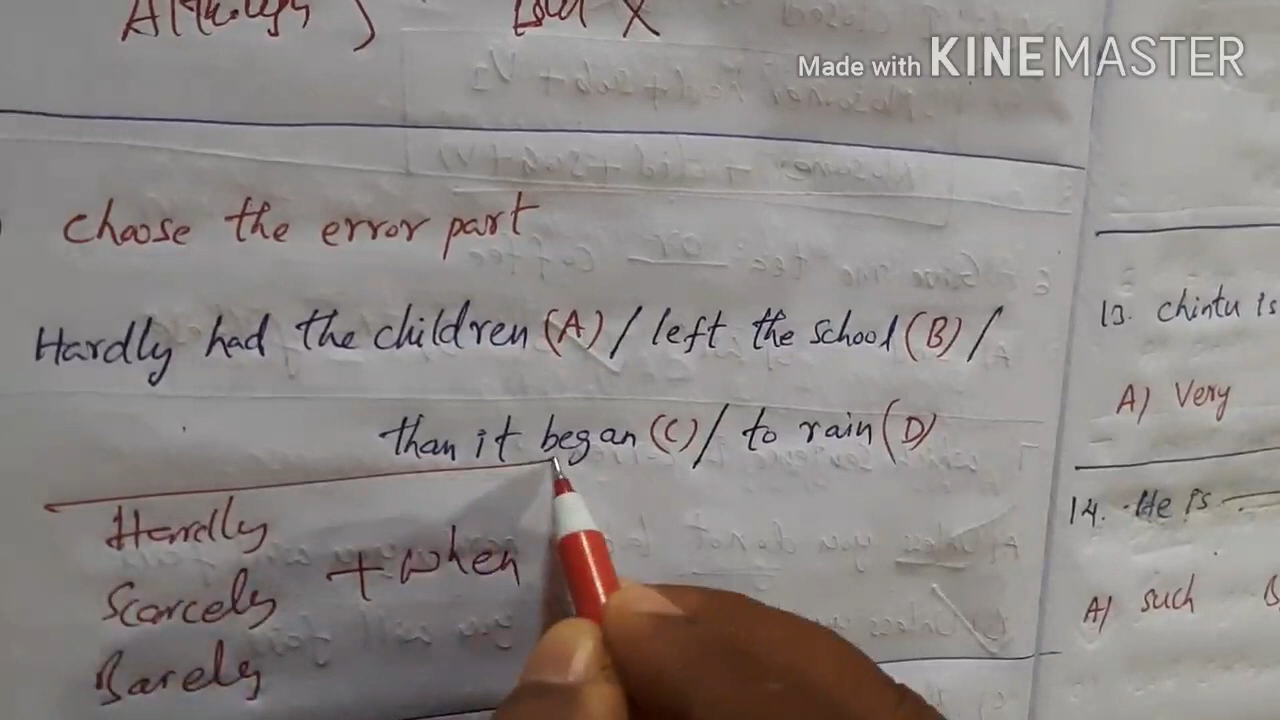 Made with KINEMASTER
Choose the error part
Hardly had the children (A) / left the school (B) /
than it began (C) / to rain (D)
Hardly
Scarcely + when
Barely
13. chintu is
A) Very
14. He is
A) such B